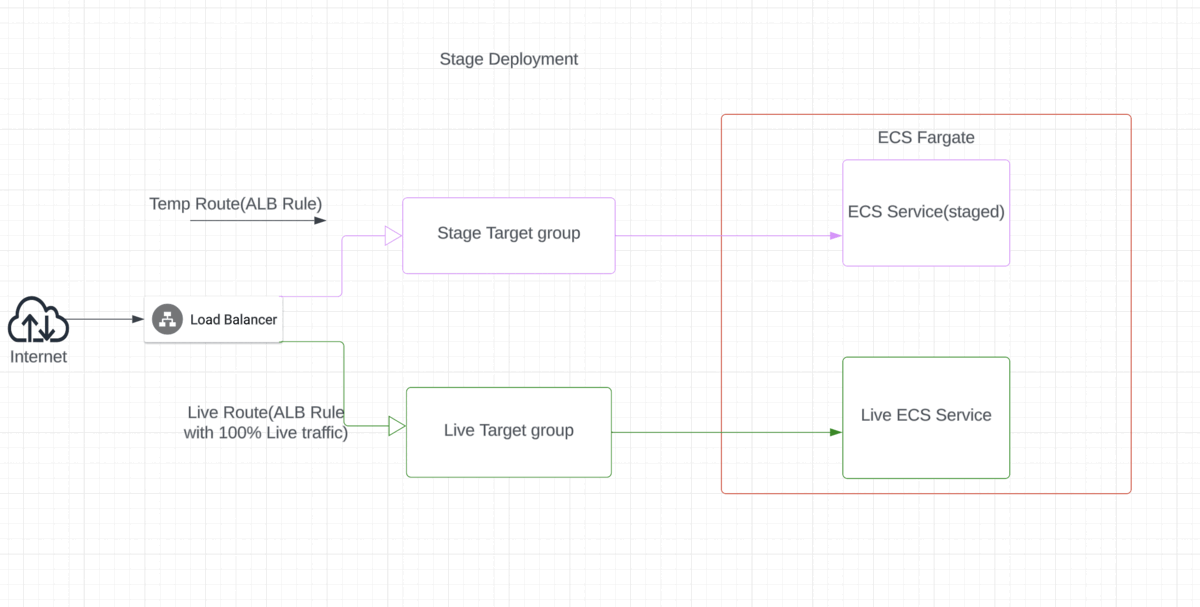 Stage Deployment
ECS Fargate
Temp Route(ALB Rule)
Stage Target group
ECS Service(staged)
Load Balancer
Internet
Live Route(ALB Rule
with 100% Live traffic)
Live Target group
Live ECS Service